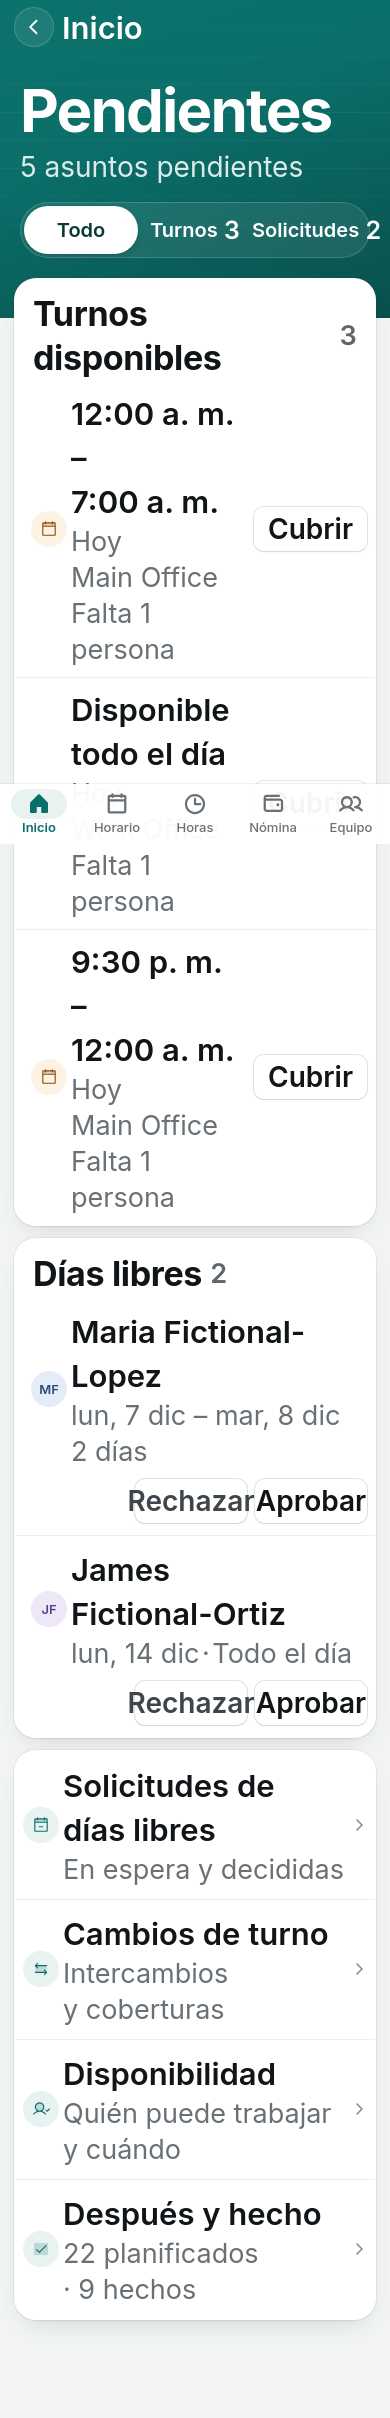 Inicio
Pendientes
5 asuntos pendientes
Todo
Turnos 3
Solicitudes 2
Turnos
disponibles
3
12:00 a. m.
–
7:00 a. m.
Hoy
Main Office
Falta 1
persona
Cubrir
Disponible
todo el día
Inicio
Horario
Horas
Nómina
Equipo
Falta 1
persona
9:30 p. m.
–
12:00 a. m.
Hoy
Main Office
Falta 1
persona
Cubrir
Días libres 2
MF
Maria Fictional-
Lopez
lun, 7 dic – mar, 8 dic
2 días
Rechazar
Aprobar
JF
James
Fictional-Ortiz
lun, 14 dic · Todo el día
Rechazar
Aprobar
Solicitudes de
días libres
En espera y decididas
Cambios de turno
Intercambios
y coberturas
Disponibilidad
Quién puede trabajar
y cuándo
Después y hecho
22 planificados
· 9 hechos